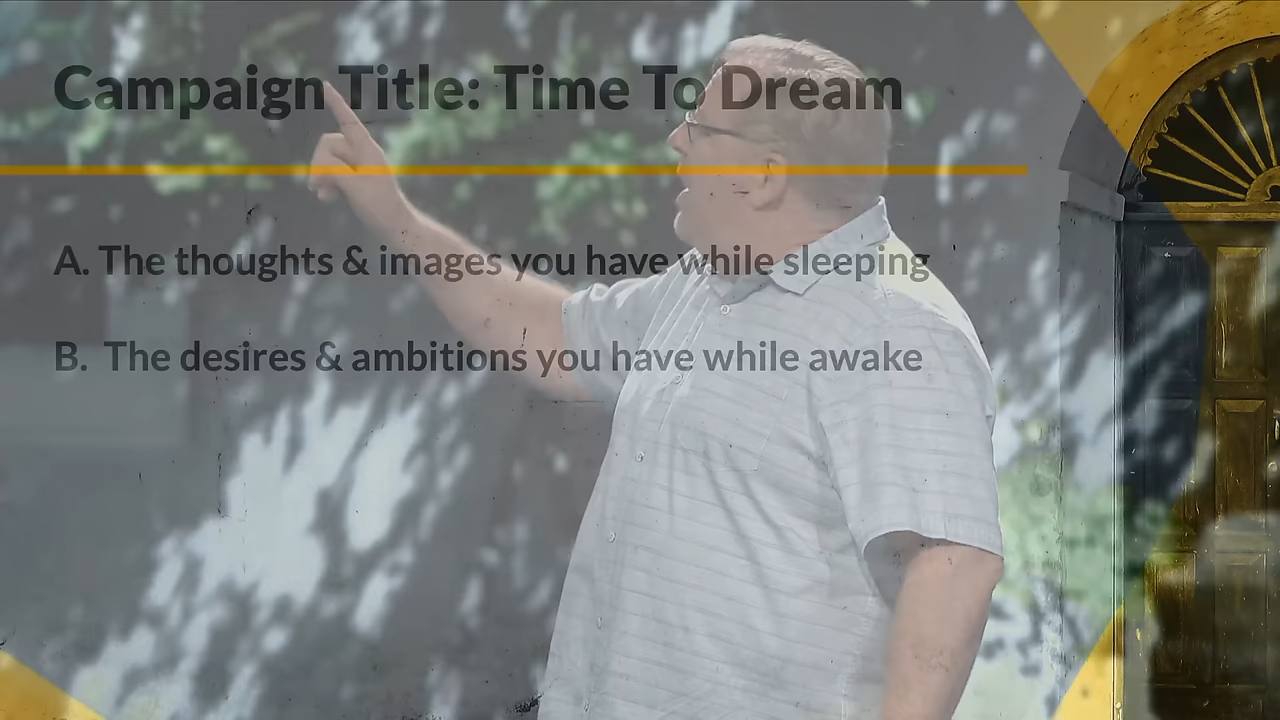 Campaign Title: Time To Dream
A. The thoughts & images you have while sleeping
B. The desires & ambitions you have while awake